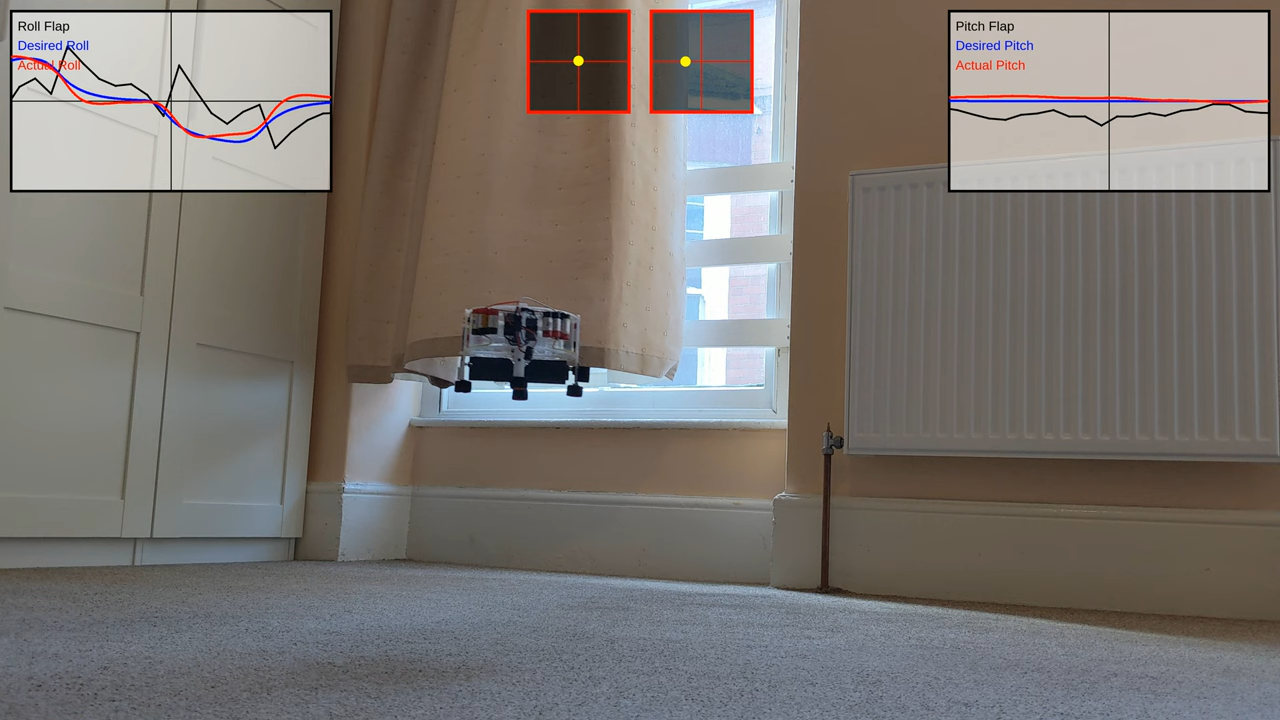 Roll Flap
Desired Roll
Actual Roll
Pitch Flap
Desired Pitch
Actual Pitch